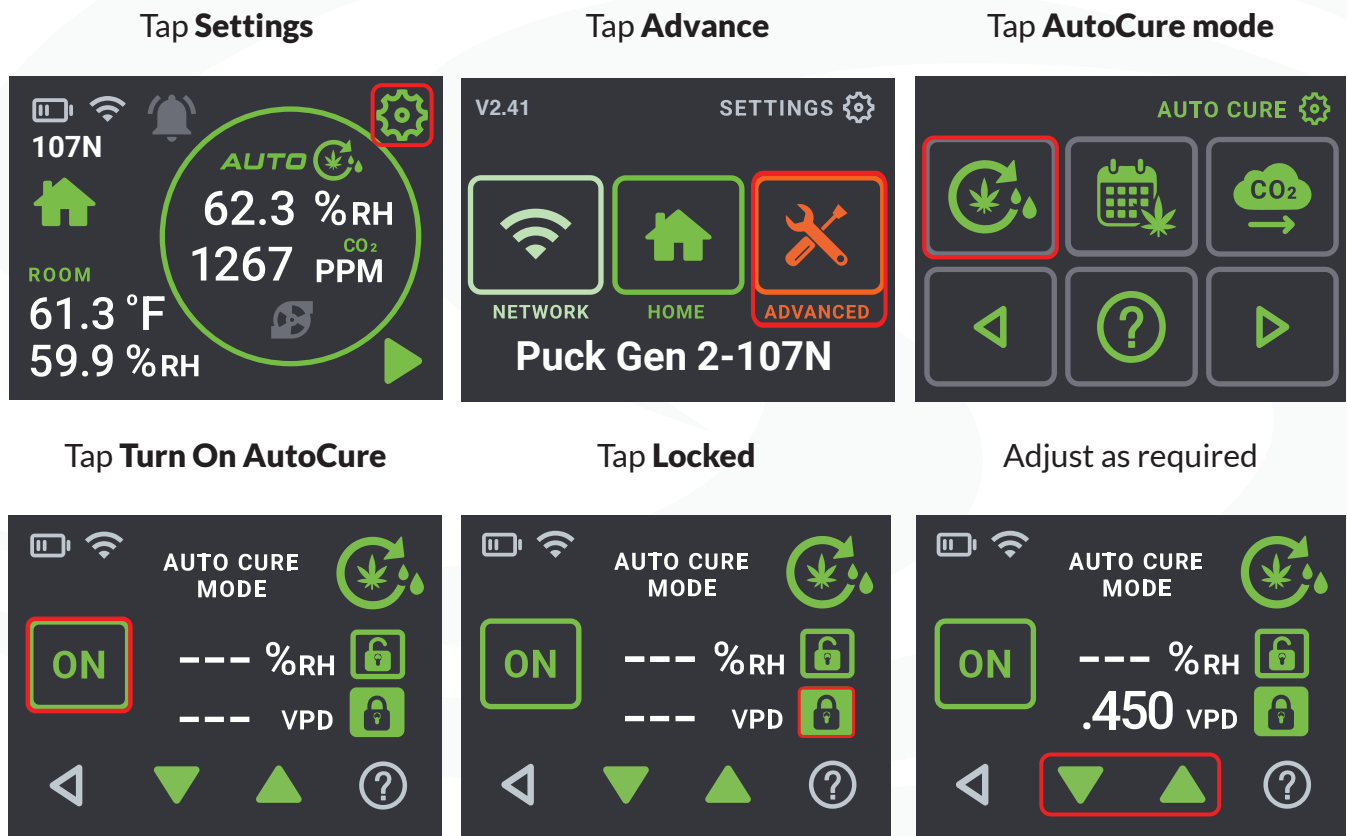 Tap Settings
Tap Advance
Tap AutoCure mode
107N
AUTO
62.3 %RH
1267 CO2 PPM
ROOM
61.3 °F
59.9 %RH
V2.41
SETTINGS
NETWORK
HOME
ADVANCED
Puck Gen 2-107N
AUTO CURE
CO2
?
Tap Turn On AutoCure
Tap Locked
Adjust as required
AUTO CURE
MODE
ON
--- %RH
--- VPD
?
AUTO CURE
MODE
ON
--- %RH
--- VPD
?
AUTO CURE
MODE
ON
--- %RH
.450 VPD
?